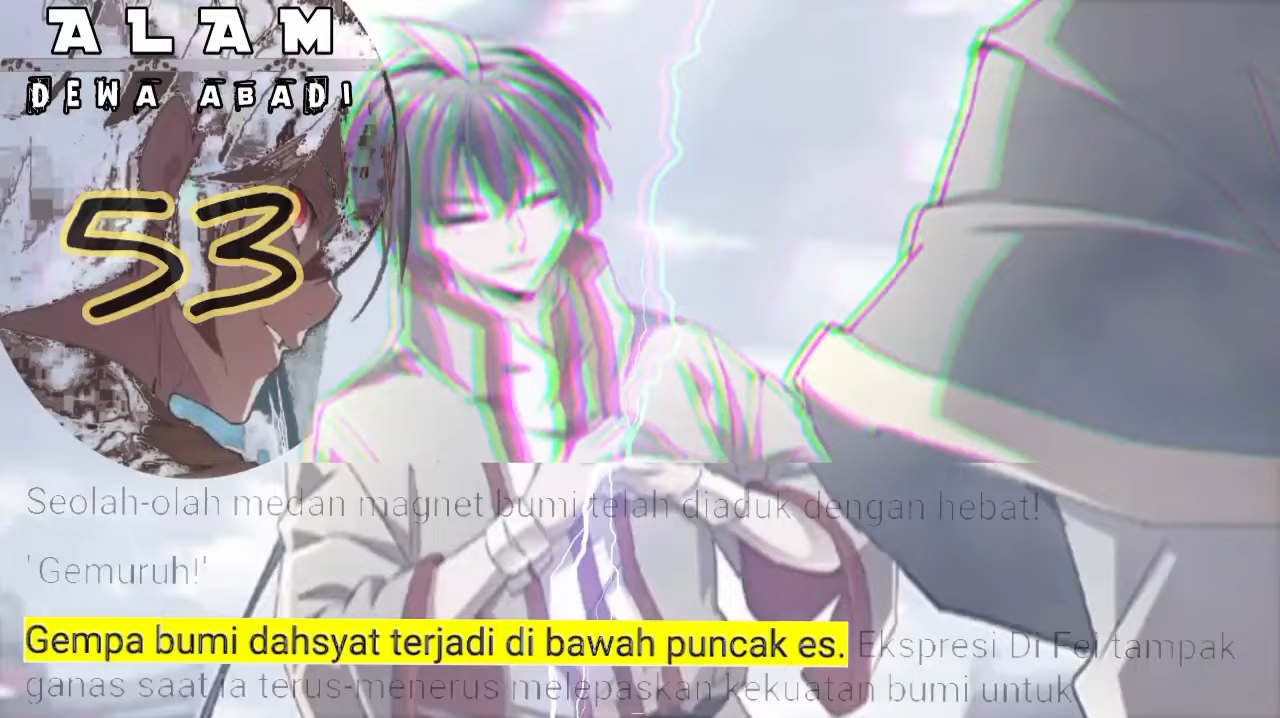 ALAM
DEWA ABADI
53
Seolah-olah medan magnet bumi telah diaduk dengan hebat!
'Gemuruh!'
Gempa bumi dahsyat terjadi di bawah puncak es. Ekspresi Di Fei tampak
ganas saat ia terus-menerus melepaskan kekuatan bumi untuk